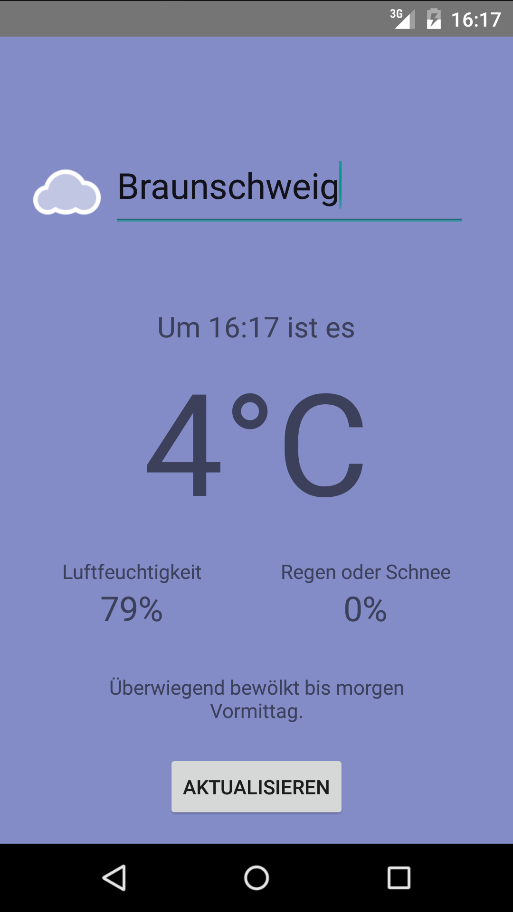 3G 16:17
Braunschweig
Um 16:17 ist es
4°C
Luftfeuchtigkeit Regen oder Schnee
79% 0%
Überwiegend bewölkt bis morgen
Vormittag.
AKTUALISIEREN